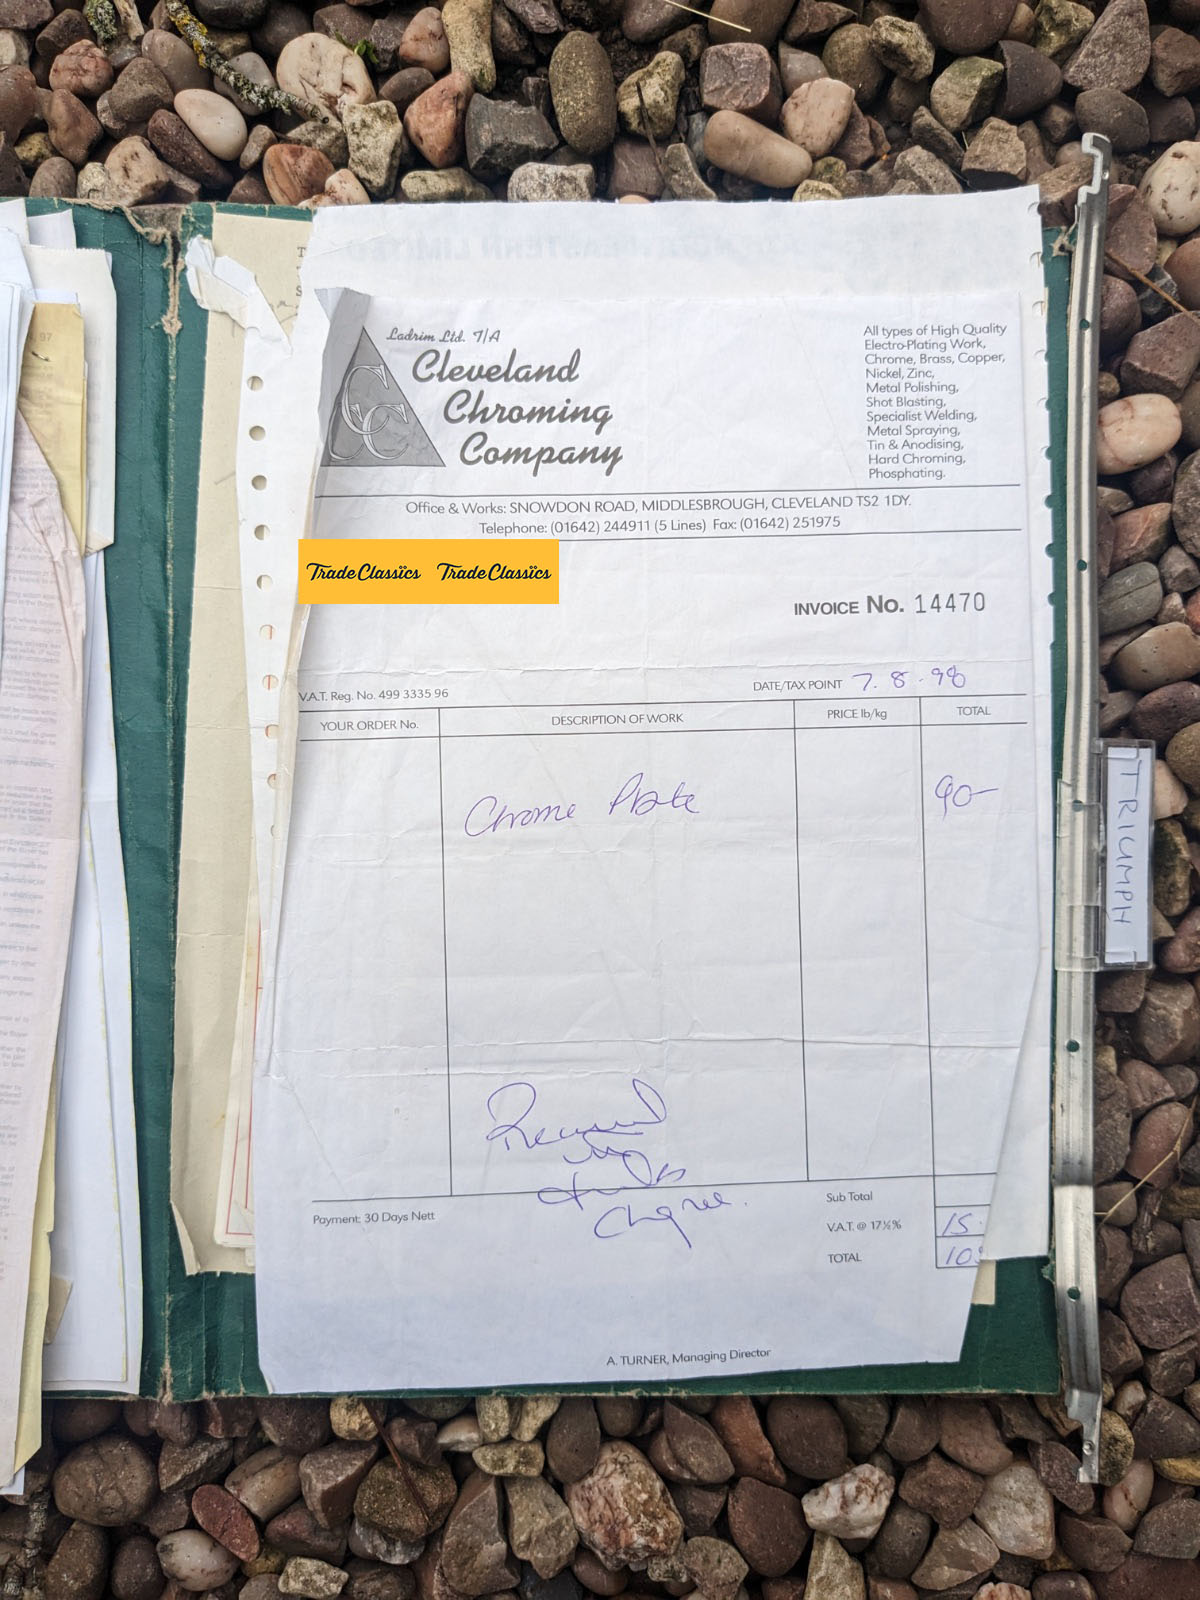 Ladrim Ltd. T/A
Cleveland
Chroming
Company
All types of High Quality
Electro-Plating Work,
Chrome, Brass, Copper,
Nickel, Zinc,
Metal Polishing,
Shot Blasting,
Specialist Welding,
Metal Spraying,
Tin & Anodising,
Hard Chroming,
Phosphating.
Office & Works: SNOWDON ROAD, MIDDLESBROUGH, CLEVELAND TS2 1DY.
Telephone: (01642) 244911 (5 Lines) Fax: (01642) 251975
Trade Classics Trade Classics
INVOICE No. 14470
V.A.T. Reg. No. 499 3335 96
DATE/TAX POINT 7. 8. 98
YOUR ORDER No. DESCRIPTION OF WORK PRICE lb/kg TOTAL
Chrome Plate 90-
TRIUMPH
Received
Payment: 30 Days Nett
Sub Total
V.A.T. @ 17½% 15.
TOTAL 10
A. TURNER, Managing Director